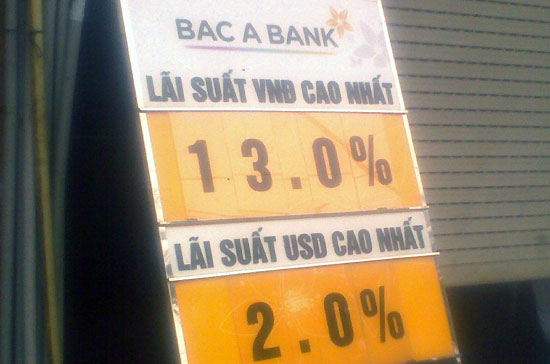 BAC A BANK
LÃI SUẤT VNĐ CAO NHẤT
13.0%
LÃI SUẤT USD CAO NHẤT
2.0%